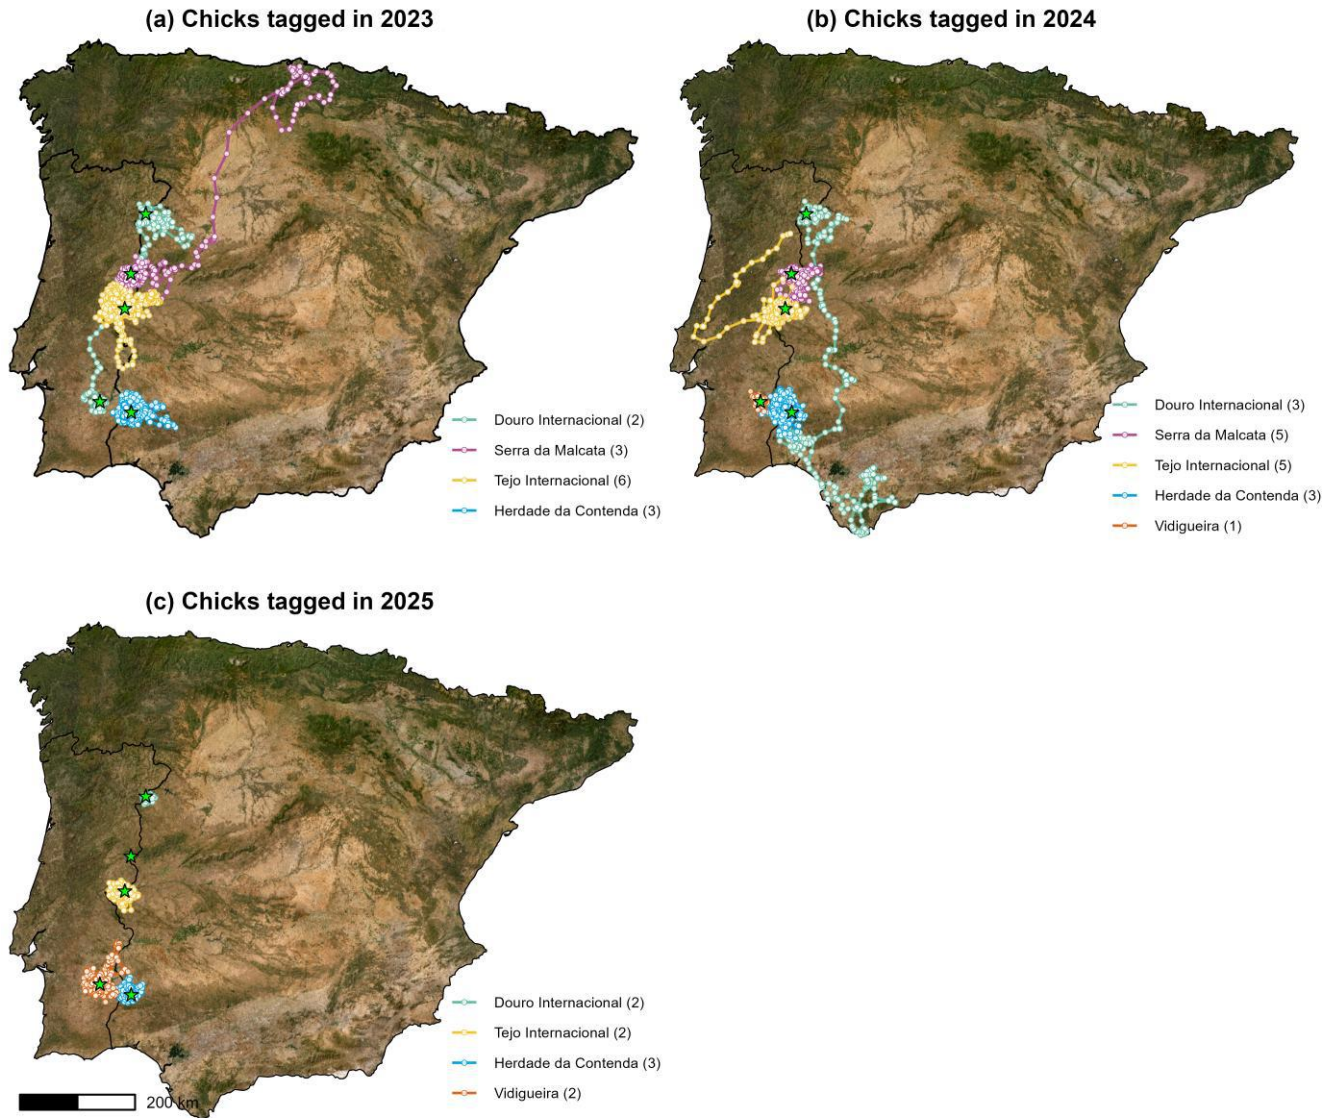 (a) Chicks tagged in 2023
Douro Internacional (2)
Serra da Malcata (3)
Tejo Internacional (6)
Herdade da Contenda (3)
(b) Chicks tagged in 2024
Douro Internacional (3)
Serra da Malcata (5)
Tejo Internacional (5)
Herdade da Contenda (3)
Vidigueira (1)
(c) Chicks tagged in 2025
Douro Internacional (2)
Tejo Internacional (2)
Herdade da Contenda (3)
Vidigueira (2)
200 km